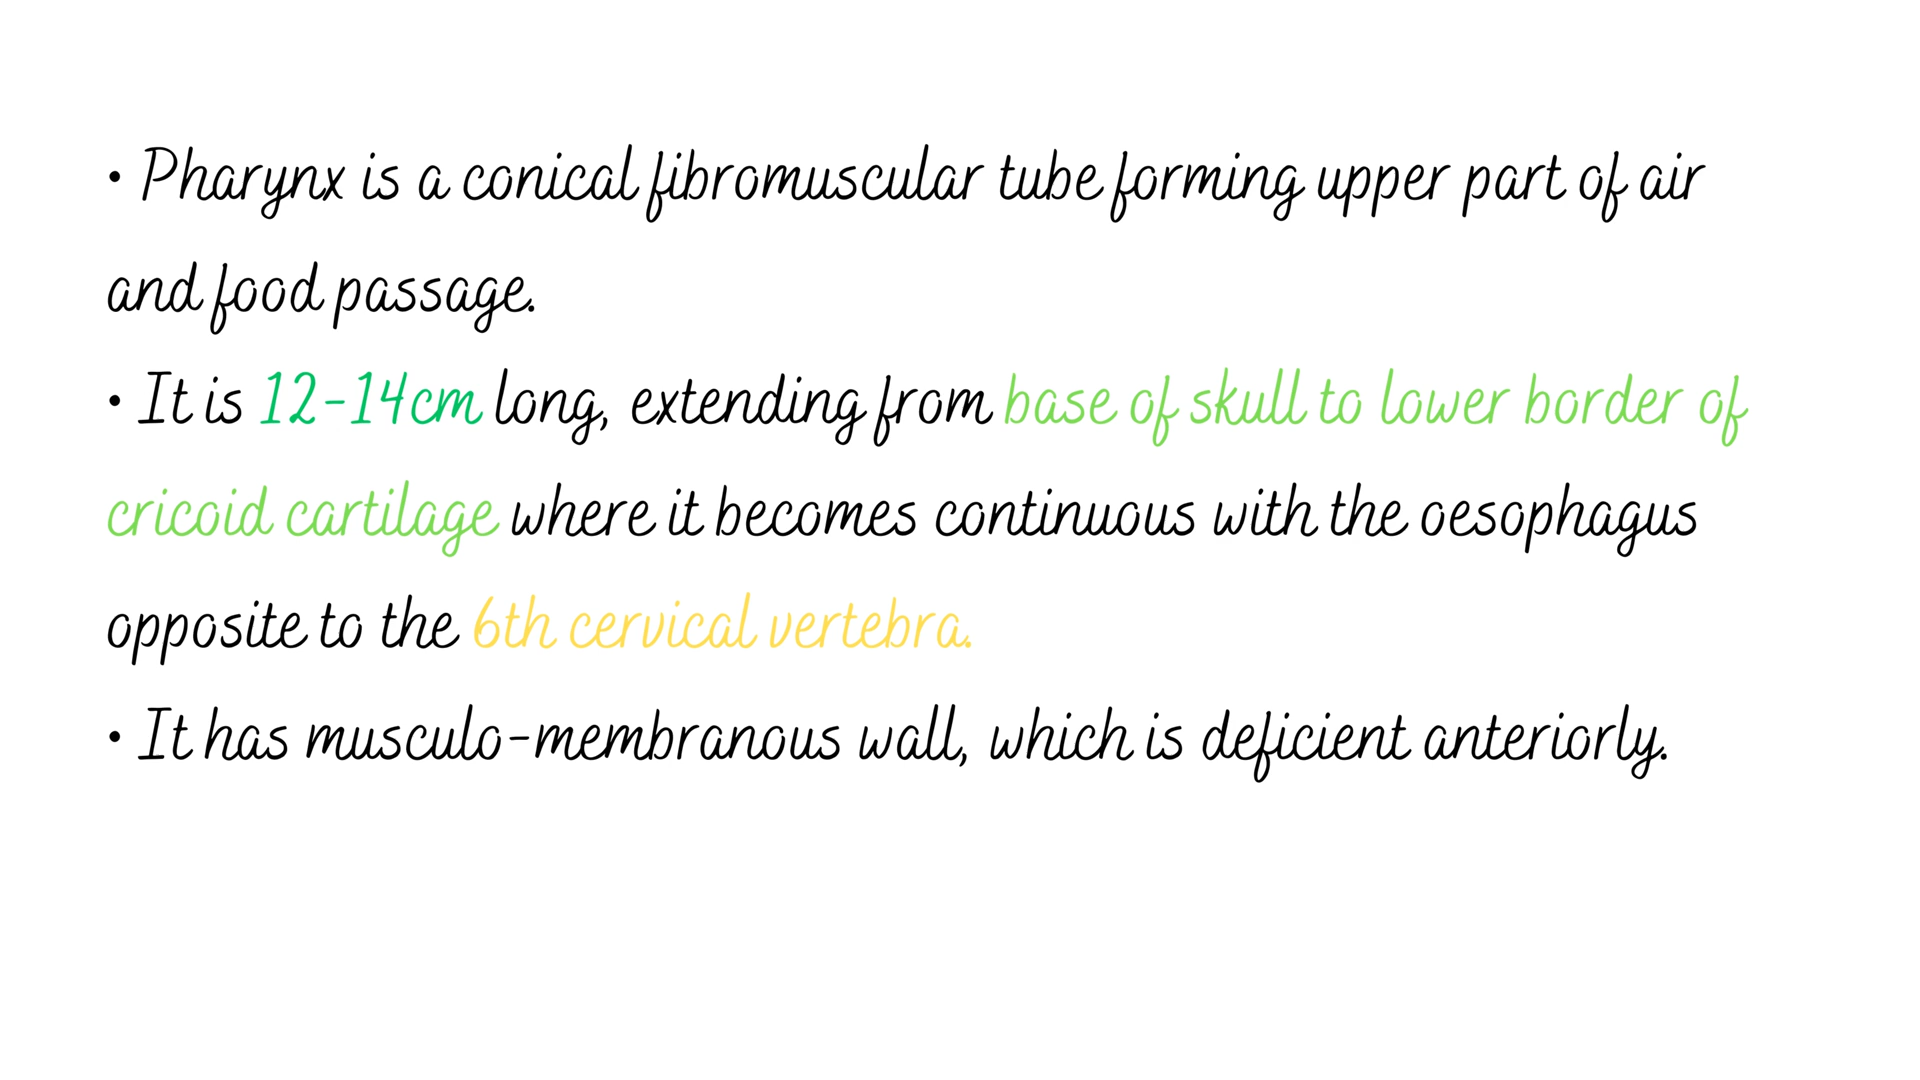 • Pharynx is a conical fibromuscular tube forming upper part of air
and food passage.
• It is 12-14cm long, extending from base of skull to lower border of
cricoid cartilage where it becomes continuous with the oesophagus
opposite to the 6th cervical vertebra.
• It has musculo-membranous wall, which is deficient anteriorly.